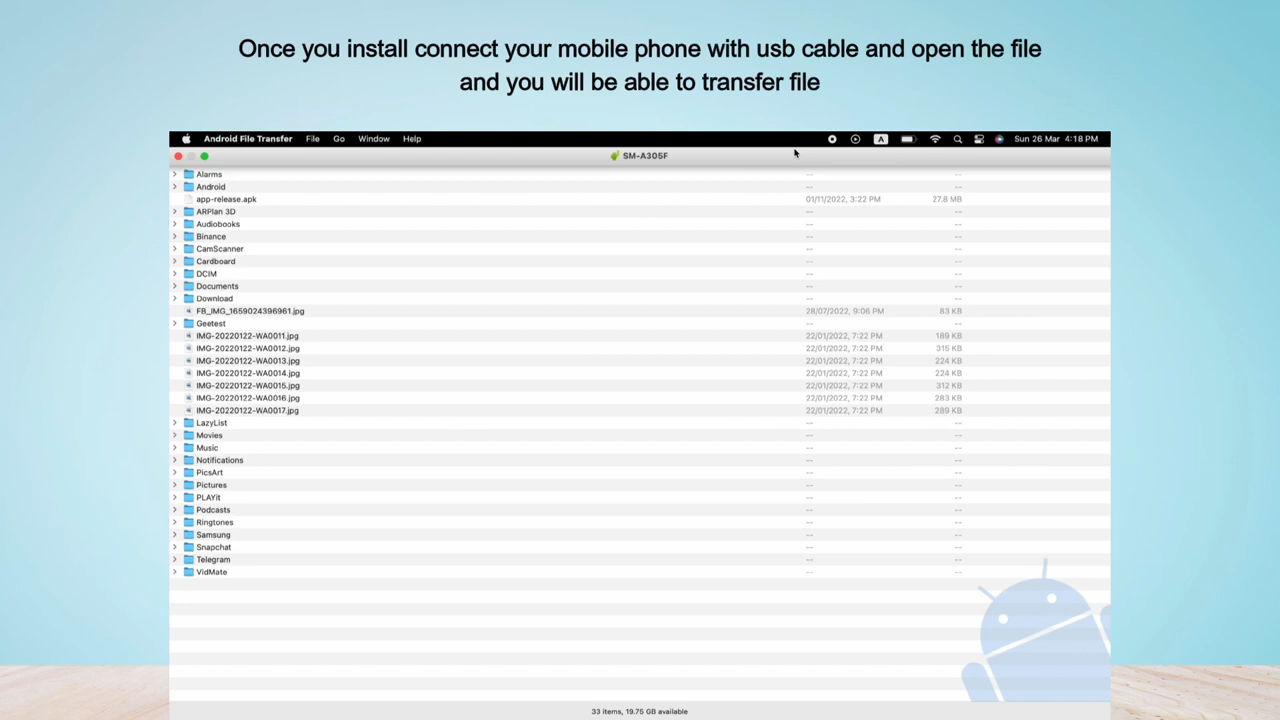 Once you install connect your mobile phone with usb cable and open the file
and you will be able to transfer file
Android File Transfer File Go Window Help A Sun 26 Mar 4:18 PM
SM-A305F
Alarms -- --
Android -- --
app-release.apk 01/11/2022, 3:22 PM 27.8 MB
ARPlan 3D -- --
Audiobooks -- --
Binance -- --
CamScanner -- --
Cardboard -- --
DCIM -- --
Documents -- --
Download -- --
FB_IMG_1659024396961.jpg 28/07/2022, 9:06 PM 83 KB
Geetest -- --
IMG-20220122-WA0011.jpg 22/01/2022, 7:22 PM 189 KB
IMG-20220122-WA0012.jpg 22/01/2022, 7:22 PM 315 KB
IMG-20220122-WA0013.jpg 22/01/2022, 7:22 PM 224 KB
IMG-20220122-WA0014.jpg 22/01/2022, 7:22 PM 224 KB
IMG-20220122-WA0015.jpg 22/01/2022, 7:22 PM 312 KB
IMG-20220122-WA0016.jpg 22/01/2022, 7:22 PM 283 KB
IMG-20220122-WA0017.jpg 22/01/2022, 7:22 PM 289 KB
LazyList -- --
Movies -- --
Music -- --
Notifications -- --
PicsArt -- --
Pictures -- --
PLAYit -- --
Podcasts -- --
Ringtones -- --
Samsung -- --
Snapchat -- --
Telegram -- --
VidMate -- --
33 items, 19.75 GB available